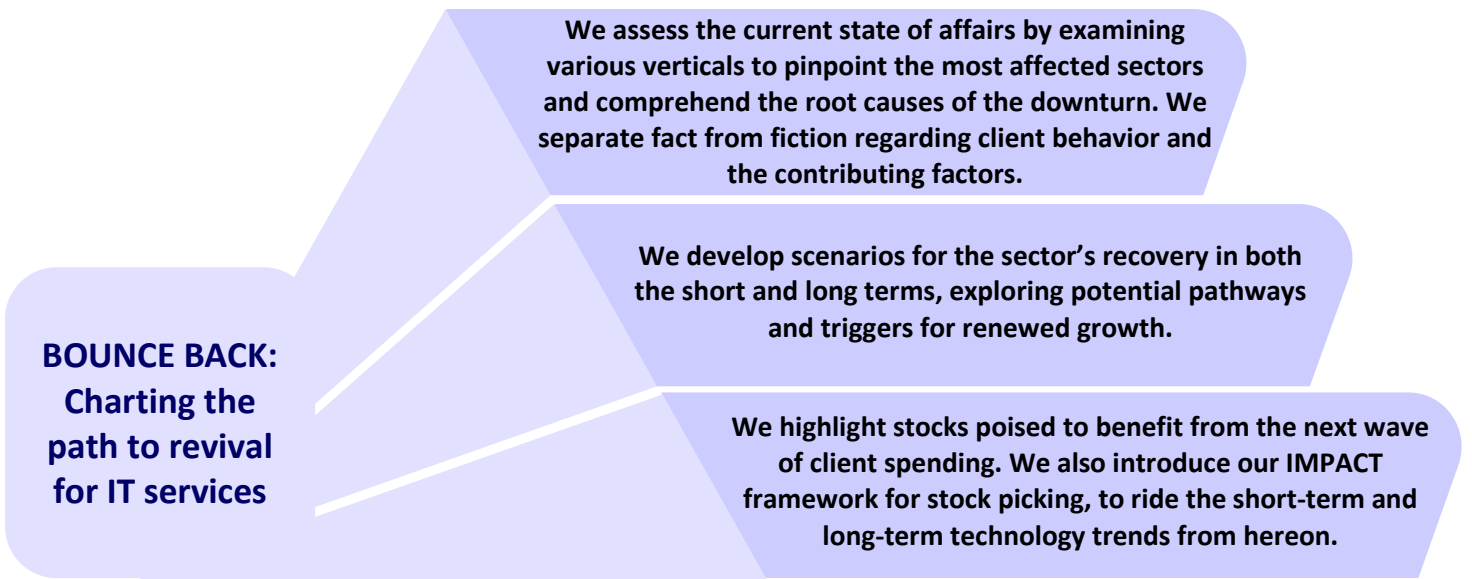 We assess the current state of affairs by examining
various verticals to pinpoint the most affected sectors
and comprehend the root causes of the downturn. We
separate fact from fiction regarding client behavior and
the contributing factors.
We develop scenarios for the sector’s recovery in both
the short and long terms, exploring potential pathways
and triggers for renewed growth.
BOUNCE BACK:
Charting the
path to revival
for IT services
We highlight stocks poised to benefit from the next wave
of client spending. We also introduce our IMPACT
framework for stock picking, to ride the short-term and
long-term technology trends from hereon.